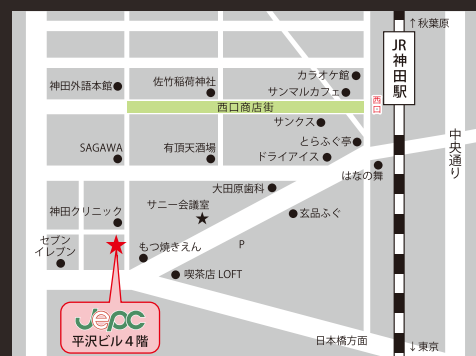 ↑秋葉原
JR神田駅
カラオケ館
佐竹稲荷神社
神田外語本館
サンマルカフェ
西口商店街
西口
サンクス
とらふぐ亭
SAGAWA
有頂天酒場
ドライアイス
中央通り
はなの舞
大田原歯科
サニー会議室
神田クリニック
玄品ふぐ
セブン
イレブン
もつ焼きえん
P
喫茶店 LOFT
Jepc
平沢ビル4階
日本橋方面
↓東京